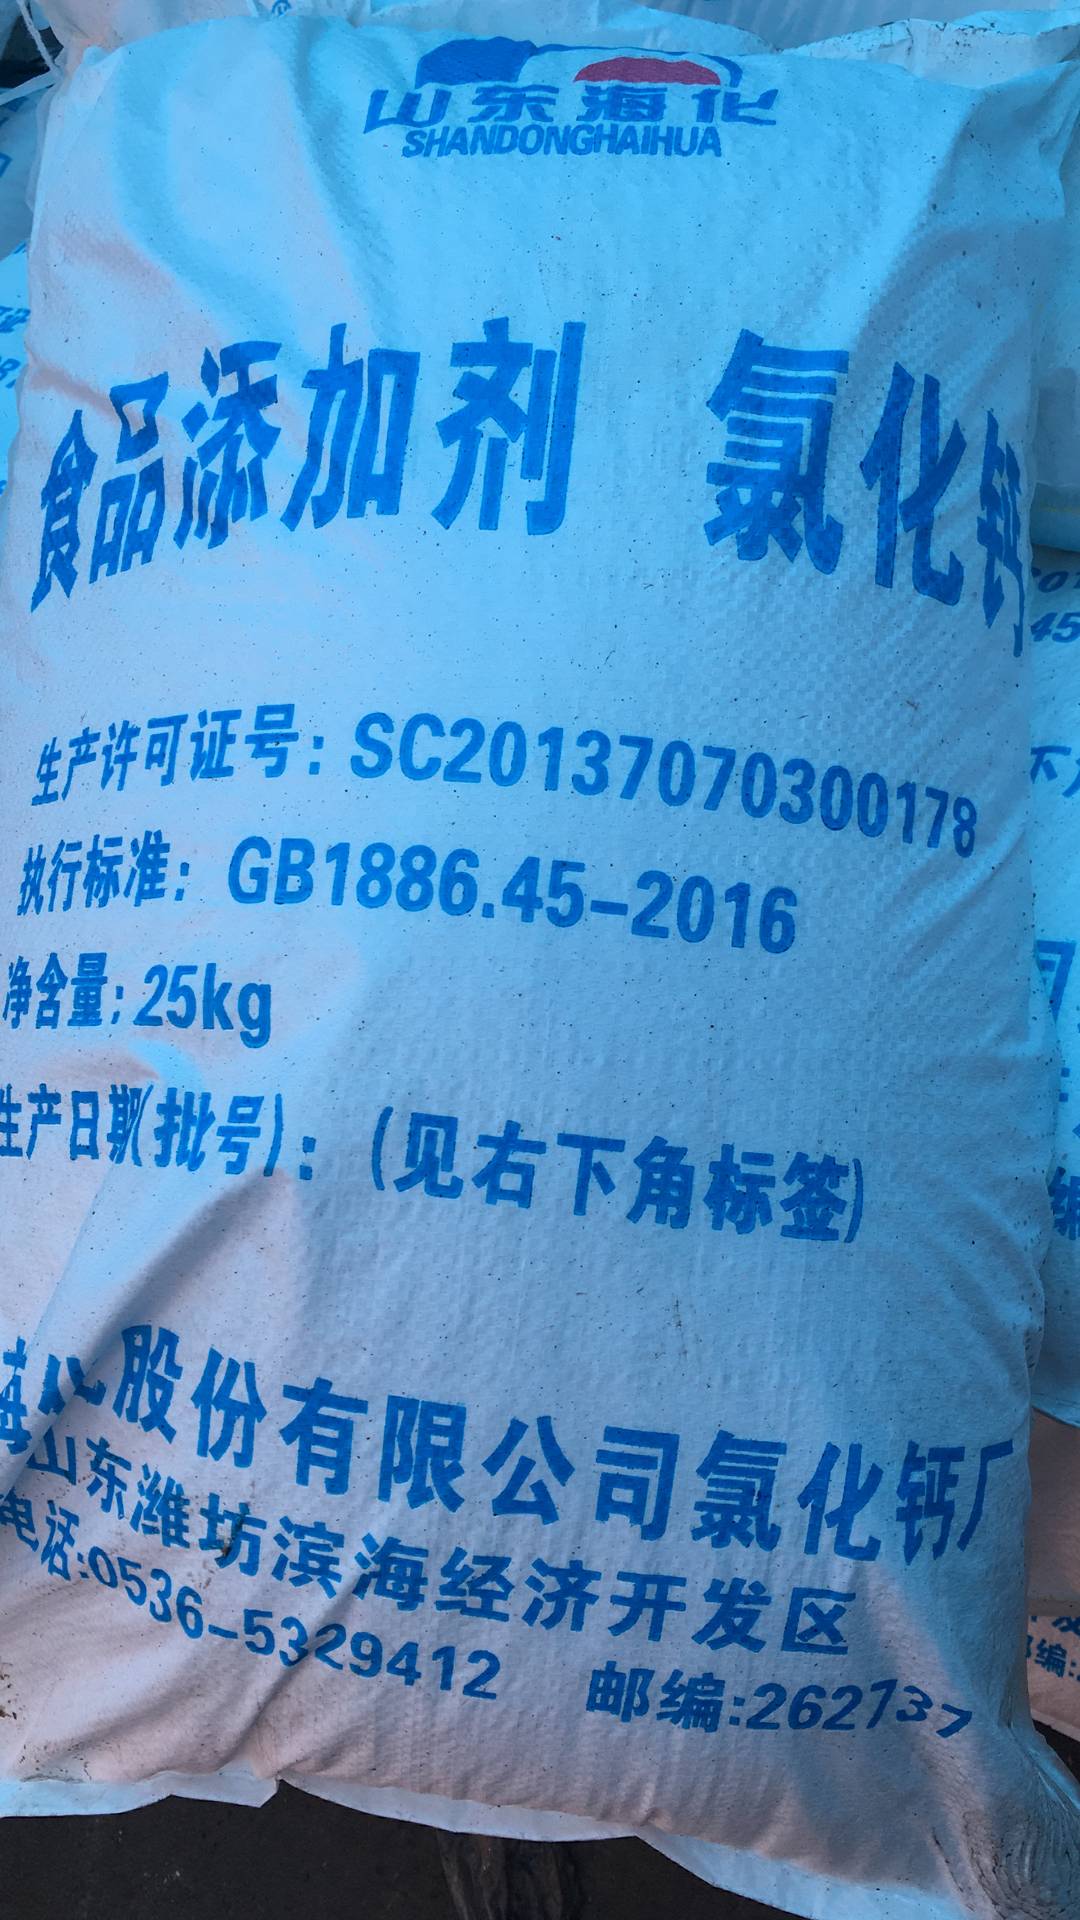 山东海化
SHANDONGHAIHUA
食品添加剂 氯化钙
生产许可证号: SC20137070300178
执行标准: GB1886.45-2016
净含量: 25kg
生产日期(批号): (见右下角标签)
海化股份有限公司氯化钙厂
山东潍坊滨海经济开发区
电话:0536-5329412 邮编:262737